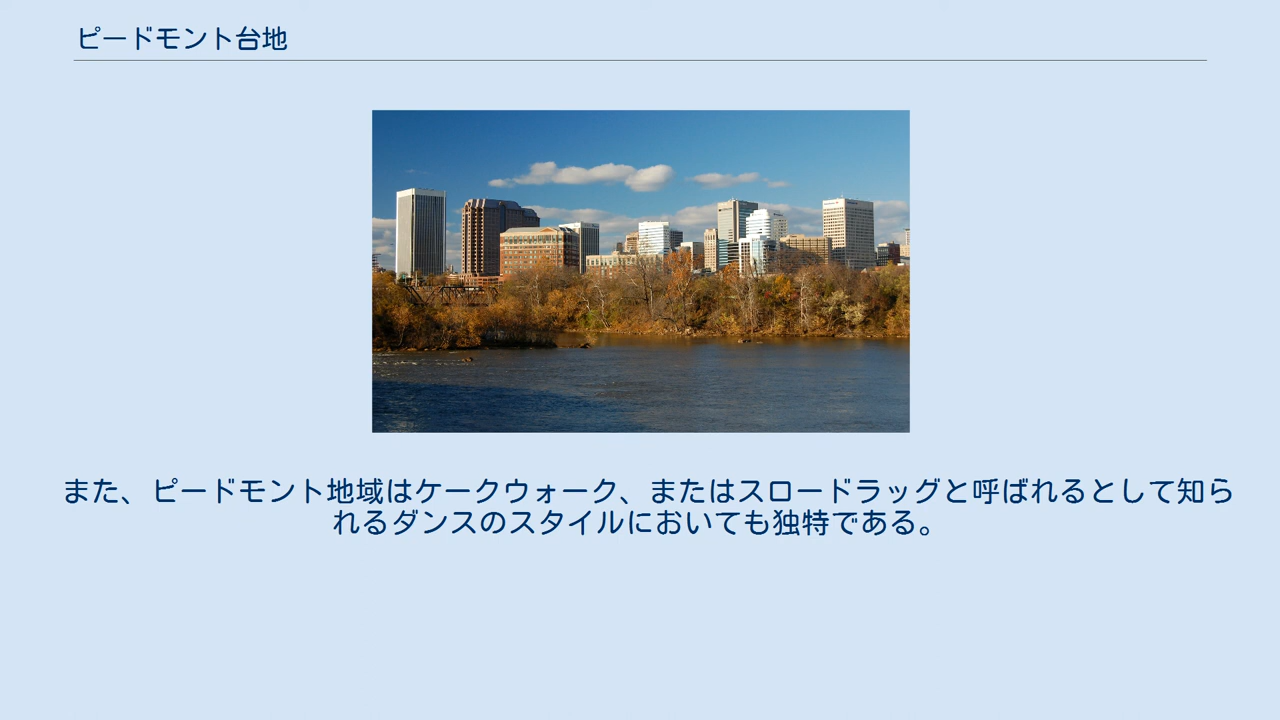 ピードモント台地
また、ピードモント地域はケークウォーク、またはスロードラッグと呼ばれるとして知ら
れるダンスのスタイルにおいても独特である。